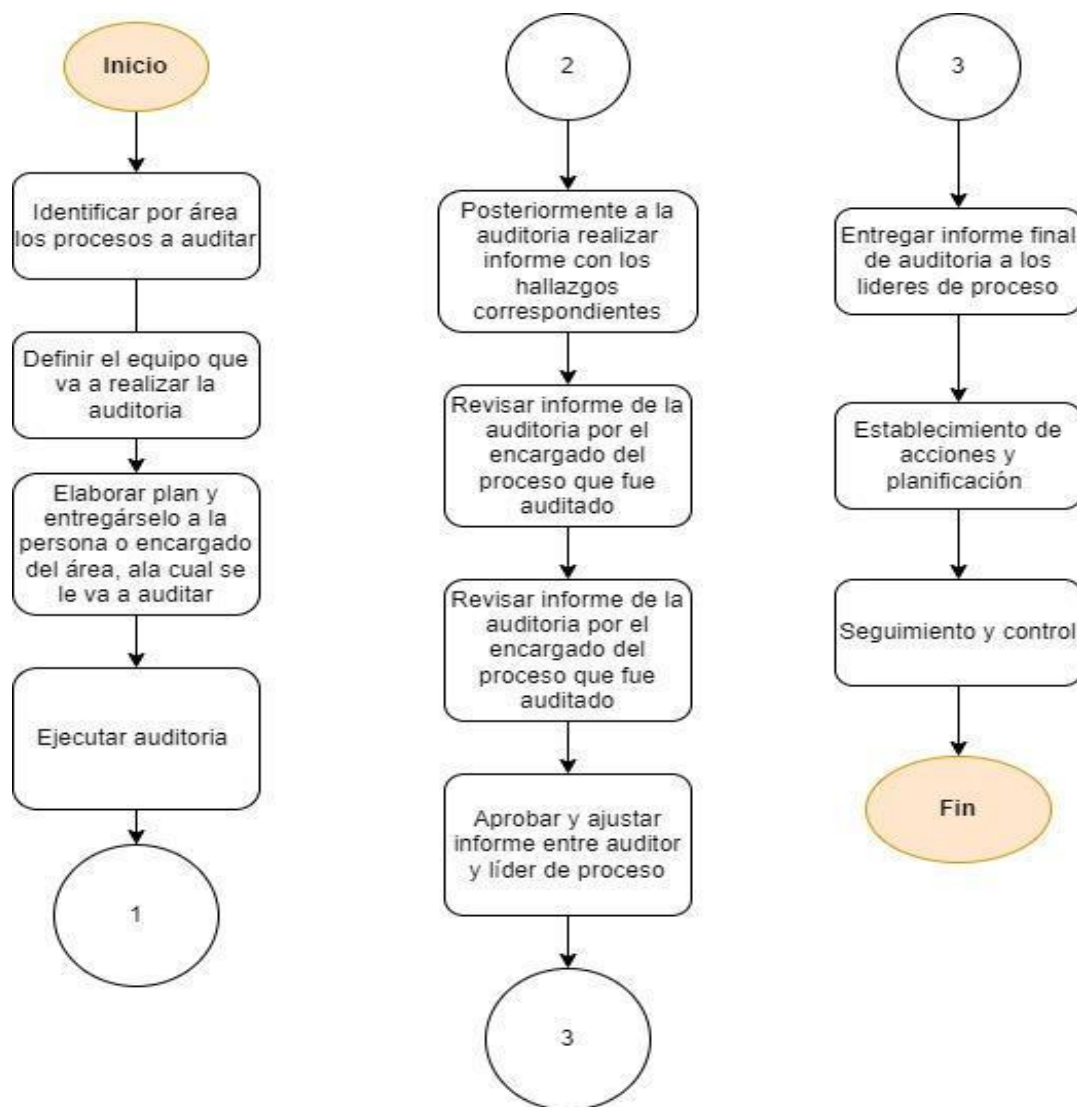 Inicio
Identificar por área
los procesos a auditar
Definir el equipo que
va a realizar la
auditoria
Elaborar plan y
entregárselo a la
persona o encargado
del área, ala cual se
le va a auditar
Ejecutar auditoria
1
2
Posteriormente a la
auditoria realizar
informe con los
hallazgos
correspondientes
Revisar informe de la
auditoria por el
encargado del
proceso que fue
auditado
Revisar informe de la
auditoria por el
encargado del
proceso que fue
auditado
Aprobar y ajustar
informe entre auditor
y líder de proceso
3
3
Entregar informe final
de auditoria a los
lideres de proceso
Establecimiento de
acciones y
planificación
Seguimiento y control
Fin